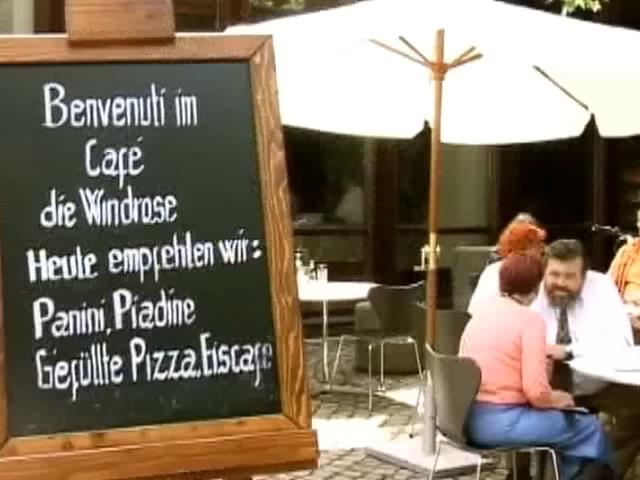 Benvenuti im
Café
die Windrose
Heute empfehlen wir:
Panini, Piadine
Gefüllte Pizza, Eiscafe